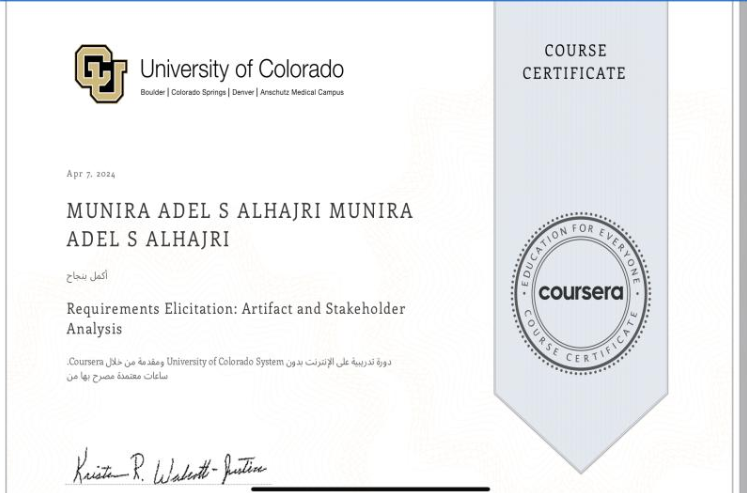 University of Colorado
Boulder | Colorado Springs | Denver | Anschutz Medical Campus
COURSE
CERTIFICATE
Apr 7, 2024
MUNIRA ADEL S ALHAJRI MUNIRA
ADEL S ALHAJRI
أكمل بنجاح
Requirements Elicitation: Artifact and Stakeholder
Analysis
دورة تدريبية على الإنترنت بدون University of Colorado System ومقدمة من خلال Coursera.
ساعات معتمدة مصرح بها من
EDUCATION FOR EVERYONE
coursera
COURSE CERTIFICATE
Kristen R. Walcott-Justice